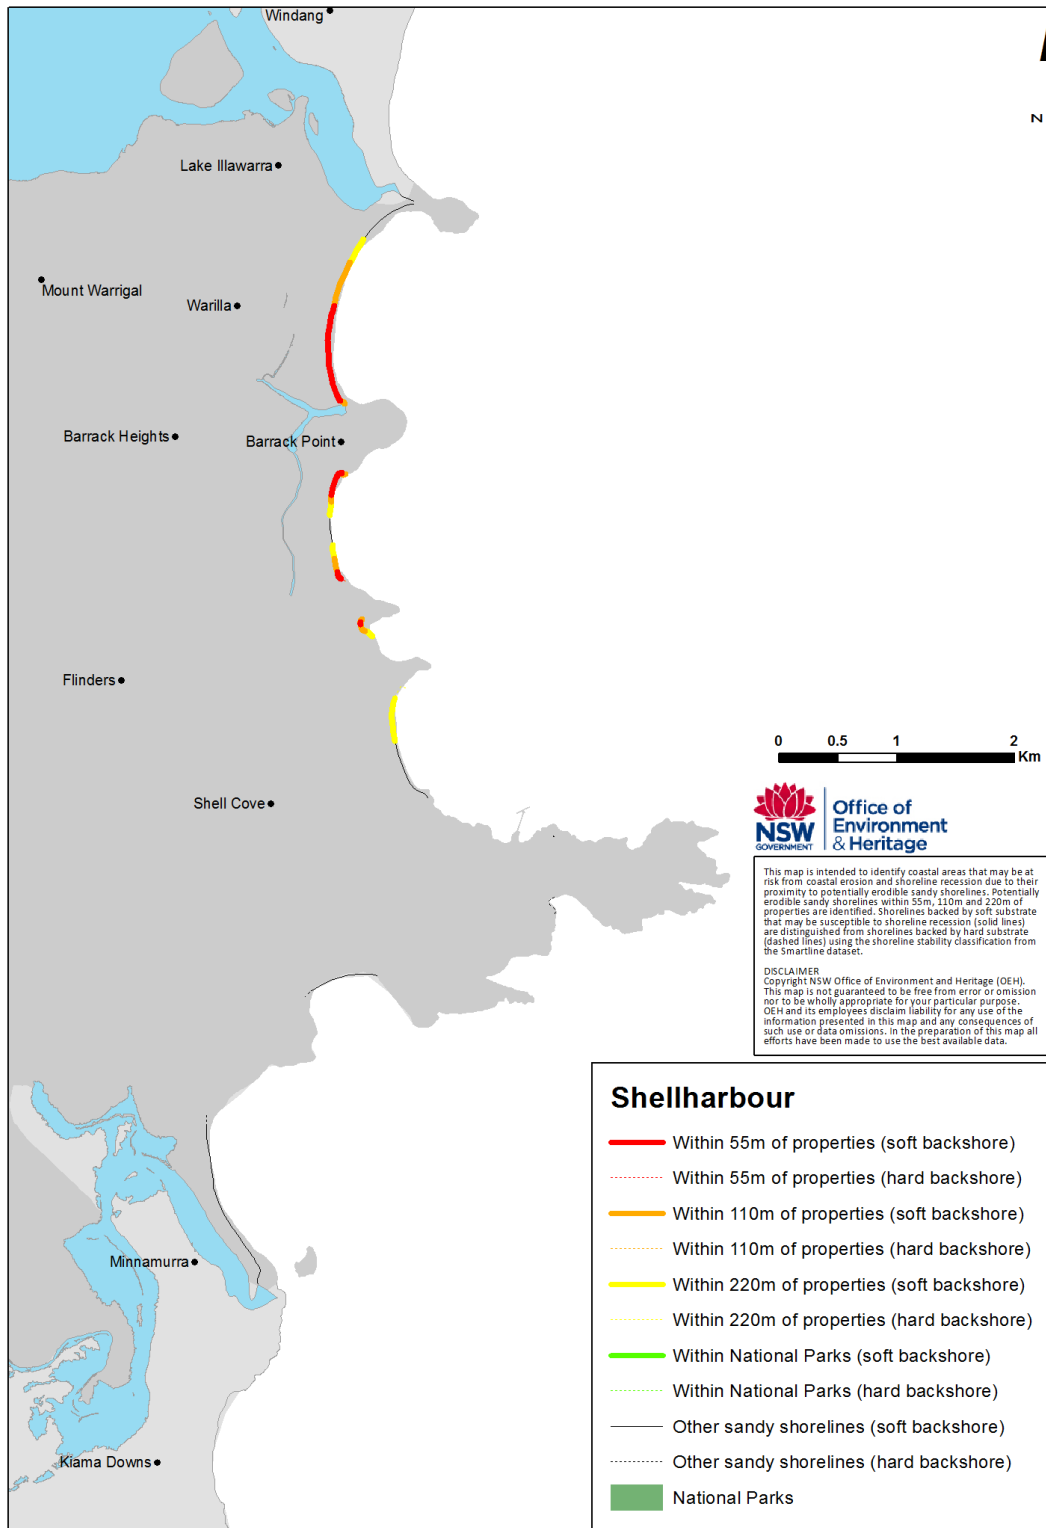 Windang
N
Lake Illawarra
Mount Warrigal
Warilla
Barrack Heights
Barrack Point
Flinders
Shell Cove
Minnamurra
Kiama Downs
0 0.5 1 2
Km
NSW
GOVERNMENT
Office of
Environment
& Heritage
This map is intended to identify coastal areas that may be at
risk from coastal erosion and shoreline recession due to their
proximity to potentially erodible sandy shorelines. Potentially
erodible sandy shorelines within 55m, 110m and 220m of
properties are identified. Shorelines backed by soft substrate
that may be susceptible to shoreline recession (solid lines)
are distinguished from shorelines backed by hard substrate
(dashed lines) using the shoreline stability classification from
the Smartline dataset.
DISCLAIMER
Copyright NSW Office of Environment and Heritage (OEH).
This map is not guaranteed to be free from error or omission
nor to be wholly appropriate for your particular purpose.
OEH and its employees disclaim liability for any use of the
information presented in this map and any consequences of
such use or data omissions. In the preparation of this map all
efforts have been made to use the best available data.
Shellharbour
Within 55m of properties (soft backshore)
Within 55m of properties (hard backshore)
Within 110m of properties (soft backshore)
Within 110m of properties (hard backshore)
Within 220m of properties (soft backshore)
Within 220m of properties (hard backshore)
Within National Parks (soft backshore)
Within National Parks (hard backshore)
Other sandy shorelines (soft backshore)
Other sandy shorelines (hard backshore)
National Parks